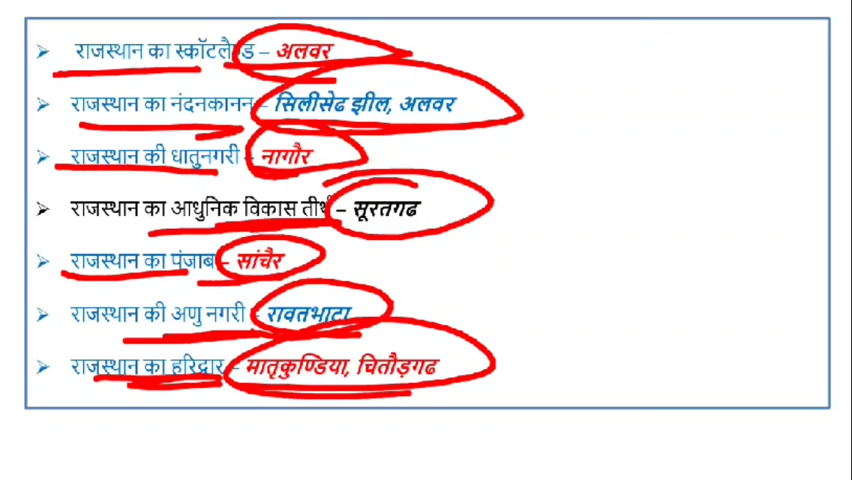 ➢ राजस्थान का स्कॉटलैण्ड – अलवर
➢ राजस्थान का नंदनकानन – सिलीसेढ झील, अलवर
➢ राजस्थान की धातुनगरी – नागौर
➢ राजस्थान का आधुनिक विकास तीर्थ – सूरतगढ
➢ राजस्थान का पंजाब – सांचैर
➢ राजस्थान की अणु नगरी – रावतभाटा
➢ राजस्थान का हरिद्वार – मातृकुण्डिया, चितौड़गढ